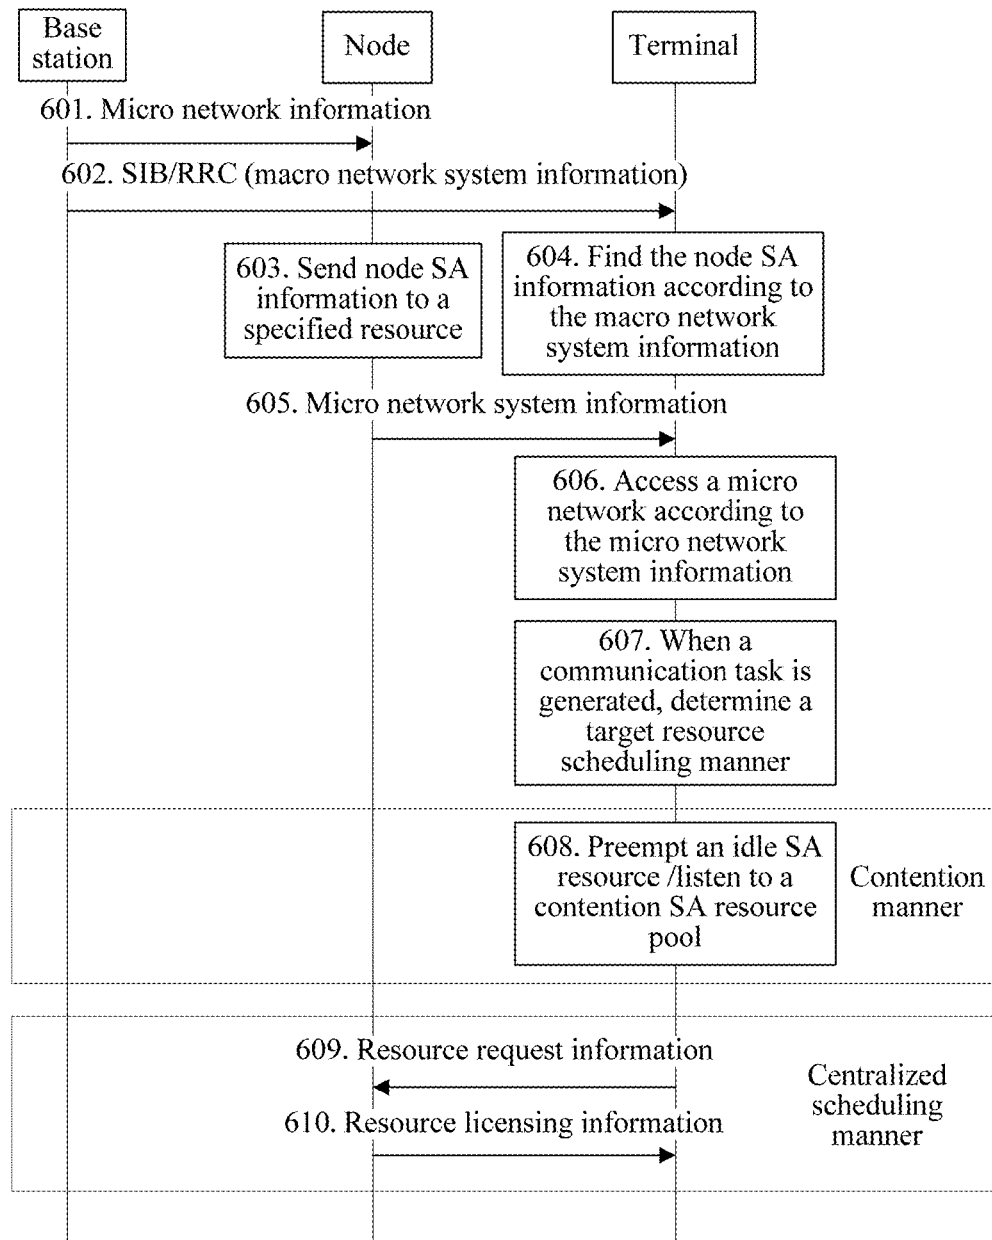 Base
station
Node
Terminal
601. Micro network information
602. SIB/RRC (macro network system information)
603. Send node SA
information to a
specified resource
604. Find the node SA
information according to
the macro network
system information
605. Micro network system information
606. Access a micro
network according to
the micro network
system information
607. When a
communication task is
generated, determine a
target resource
scheduling manner
608. Preempt an idle SA
resource /listen to a
contention SA resource
pool
Contention
manner
609. Resource request information
610. Resource licensing information
Centralized
scheduling
manner